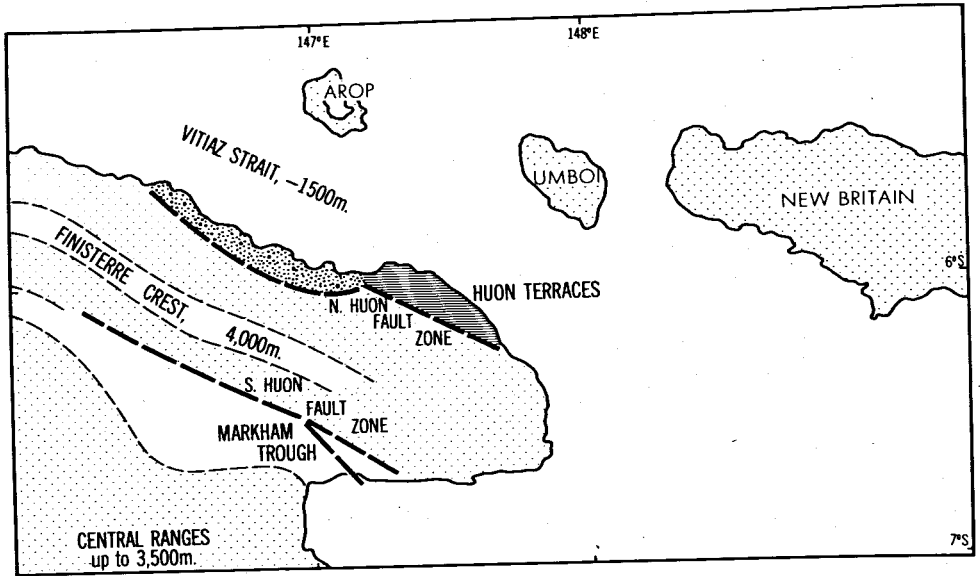 147°E
148°E
AROP
VITIAZ STRAIT, –1500m.
UMBOI
NEW BRITAIN
6°S
FINISTERRE CREST, 4,000m.
HUON TERRACES
N. HUON
FAULT
ZONE
S. HUON
FAULT
ZONE
MARKHAM
TROUGH
CENTRAL RANGES
up to 3,500m.
7°S